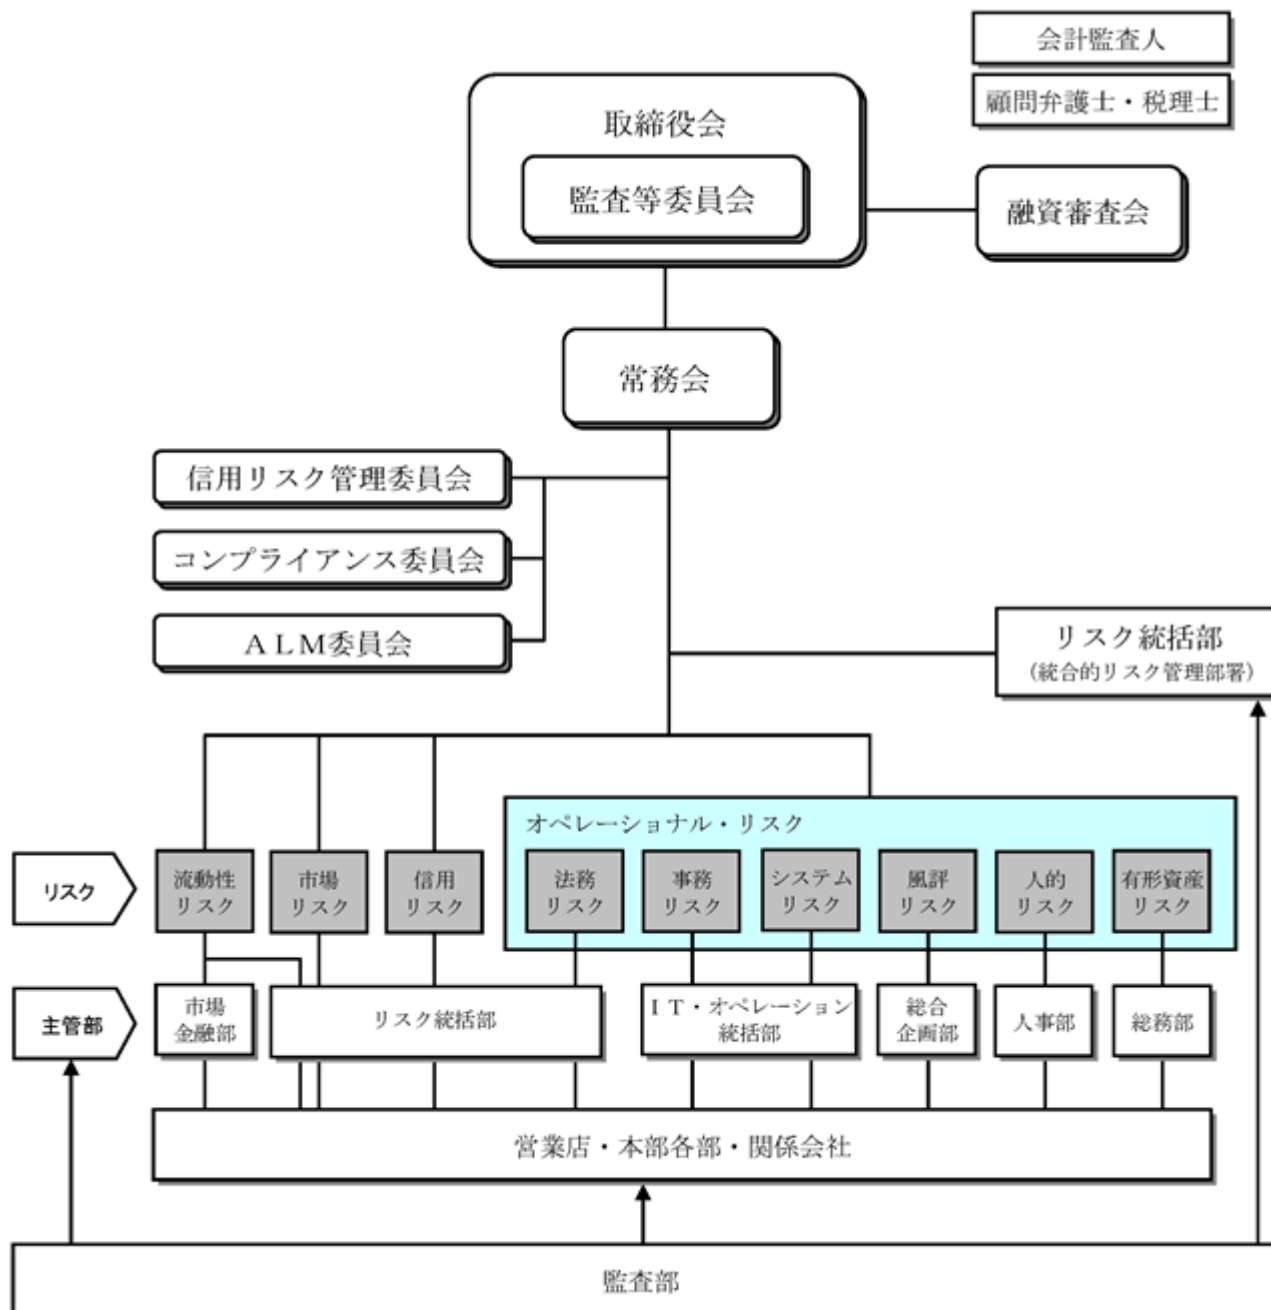 会計監査人
顧問弁護士・税理士
取締役会
監査等委員会
融資審査会
常務会
信用リスク管理委員会
コンプライアンス委員会
ＡＬＭ委員会
リスク統括部
（統合的リスク管理部署）
オペレーショナル・リスク
リスク
流動性
リスク
市場
リスク
信用
リスク
法務
リスク
事務
リスク
システム
リスク
風評
リスク
人的
リスク
有形資産
リスク
主管部
市場
金融部
リスク統括部
ＩＴ・オペレーション
統括部
総合
企画部
人事部
総務部
営業店・本部各部・関係会社
監査部